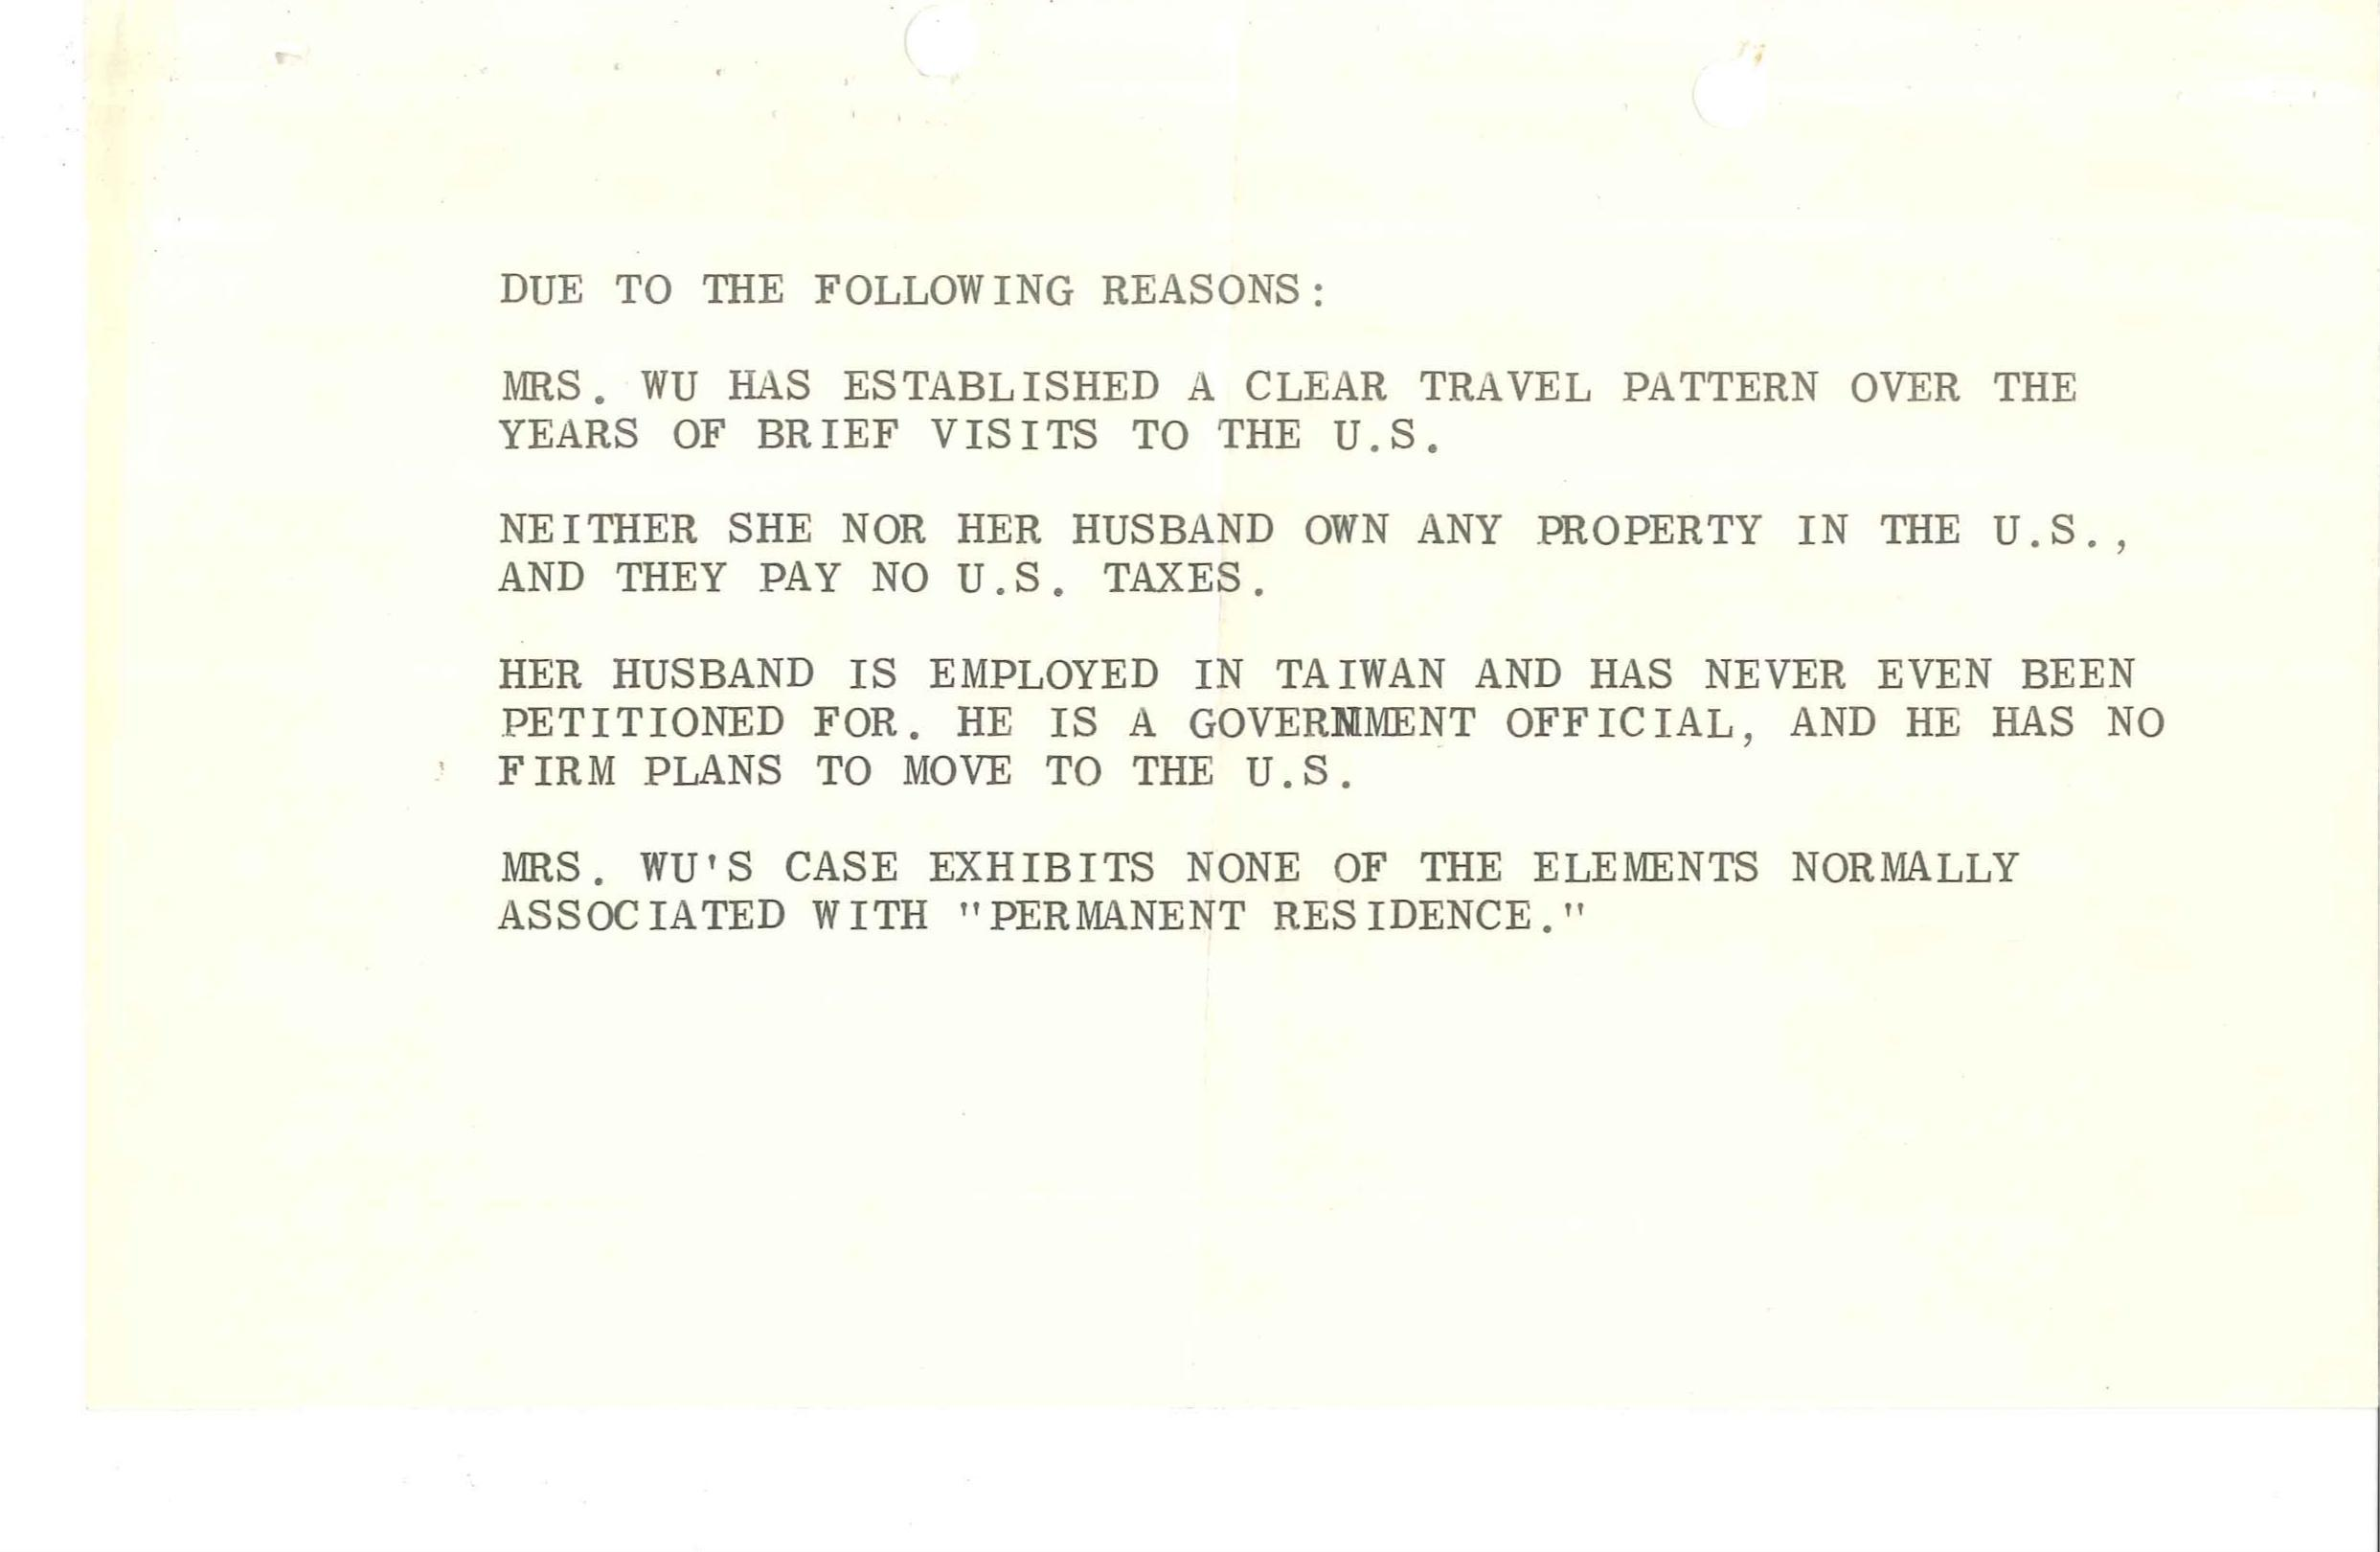 DUE TO THE FOLLOWING REASONS:
MRS. WU HAS ESTABLISHED A CLEAR TRAVEL PATTERN OVER THE
YEARS OF BRIEF VISITS TO THE U.S.
NEITHER SHE NOR HER HUSBAND OWN ANY PROPERTY IN THE U.S.,
AND THEY PAY NO U.S. TAXES.
HER HUSBAND IS EMPLOYED IN TAIWAN AND HAS NEVER EVEN BEEN
PETITIONED FOR. HE IS A GOVERNMENT OFFICIAL, AND HE HAS NO
FIRM PLANS TO MOVE TO THE U.S.
MRS. WU'S CASE EXHIBITS NONE OF THE ELEMENTS NORMALLY
ASSOCIATED WITH "PERMANENT RESIDENCE."